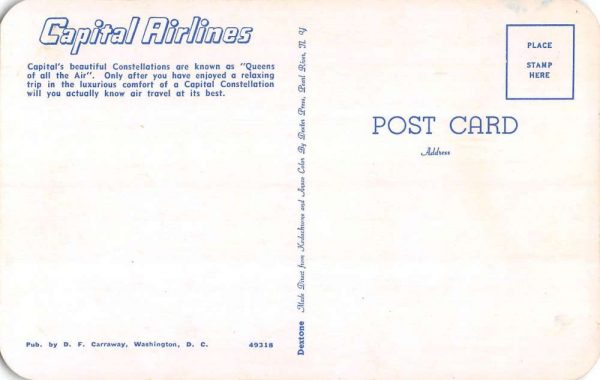 Capital Airlines
Capital's beautiful Constellations are known as "Queens
of all the Air". Only after you have enjoyed a relaxing
trip in the luxurious comfort of a Capital Constellation
will you actually know air travel at its best.
Pub. by D. F. Carraway, Washington, D. C. 49318
Dextone Made Direct from Kodachrome and Ansco Color By Dexter Press, Pearl River, N. Y.
PLACE
STAMP
HERE
POST CARD
Address